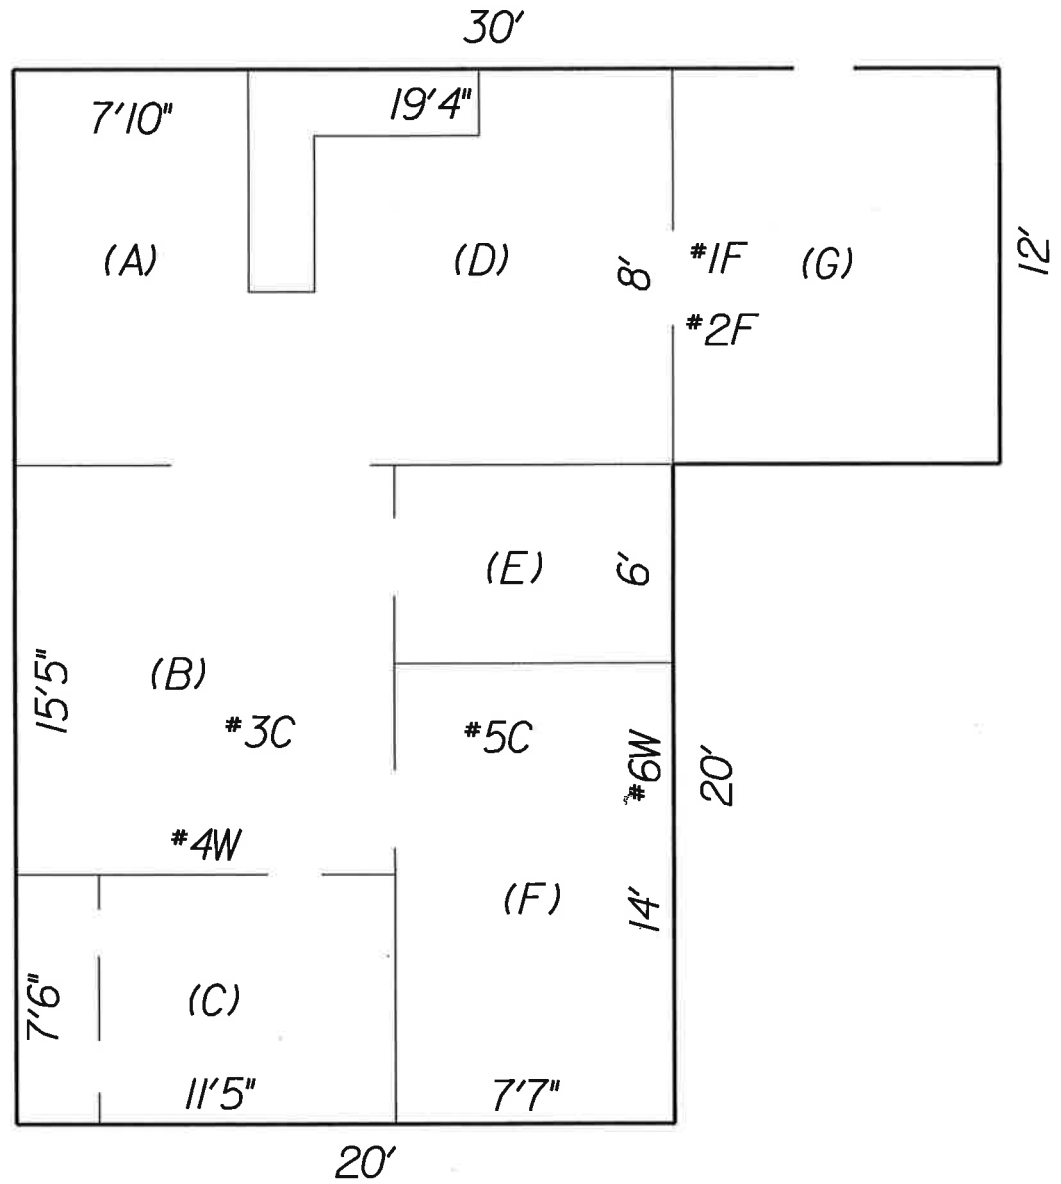 30'
7'10"
19'4"
(A)
(D)
8'
#1F
(G)
12'
#2F
(E)
6'
15'5"
(B)
#3C
#5C
#6W
20'
#4W
(F)
14'
7'6"
(C)
11'5"
7'7"
20'